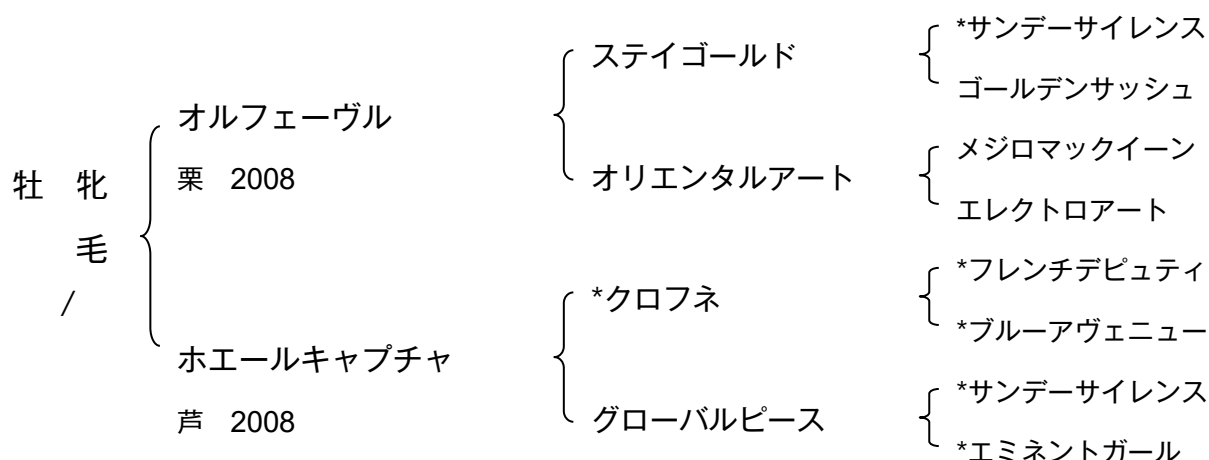 *サンデーサイレンス
ステイゴールド
ゴールデンサッシュ
オルフェーヴル
メジロマックイーン
栗 2008
オリエンタルアート
牡 牝
エレクトロアート
毛
*フレンチデピュティ
/
*クロフネ
*ブルーアヴェニュー
ホエールキャプチャ
*サンデーサイレンス
芦 2008
グローバルピース
*エミネントガール